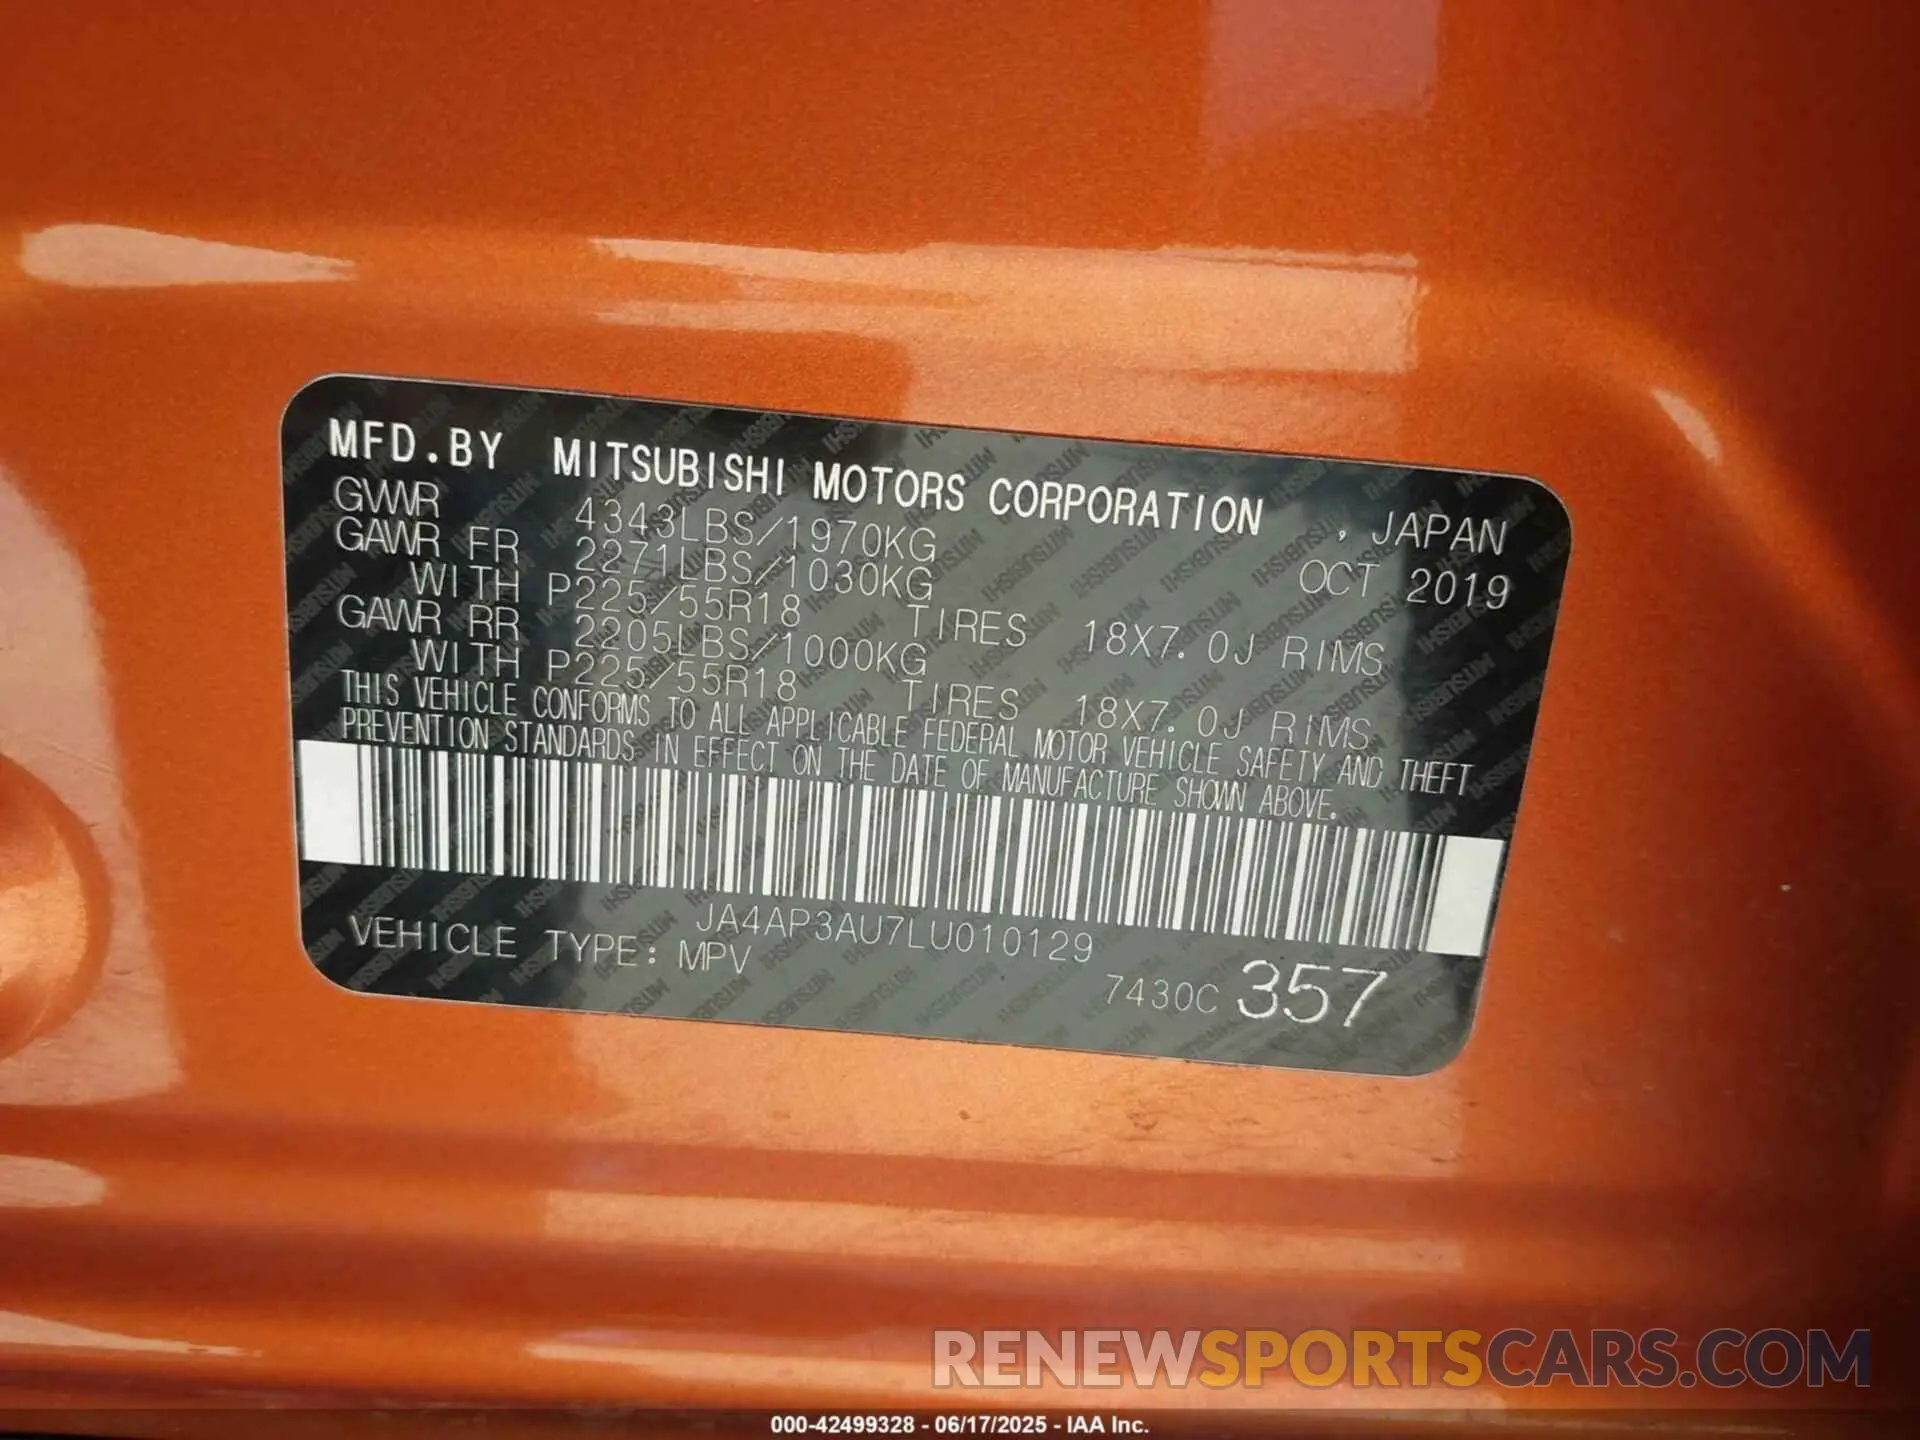 MFD.BY MITSUBISHI MOTORS CORPORATION , JAPAN
GVWR 4343LBS/1970KG OCT 2019
GAWR FR 2271LBS/1030KG
WITH P225/55R18 TIRES 18X7.0J RIMS
GAWR RR 2205LBS/1000KG
WITH P225/55R18 TIRES 18X7.0J RIMS
THIS VEHICLE CONFORMS TO ALL APPLICABLE FEDERAL MOTOR VEHICLE SAFETY AND THEFT
PREVENTION STANDARDS IN EFFECT ON THE DATE OF MANUFACTURE SHOWN ABOVE.
JA4AP3AU7LU010129
VEHICLE TYPE: MPV
7430C 357
RENEWSPORTSCARS.COM
000-42499328 - 06/17/2025 - IAA Inc.